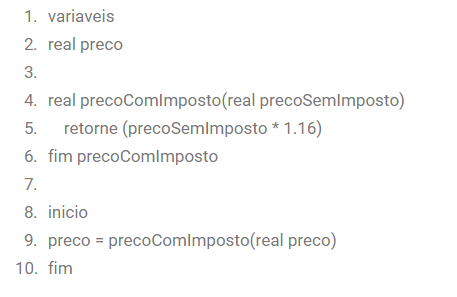 1. variaveis
2. real preco
3.
4. real precoComImposto(real precoSemImposto)
5. retorne (precoSemImposto * 1.16)
6. fim precoComImposto
7.
8. inicio
9. preco = precoComImposto(real preco)
10. fim